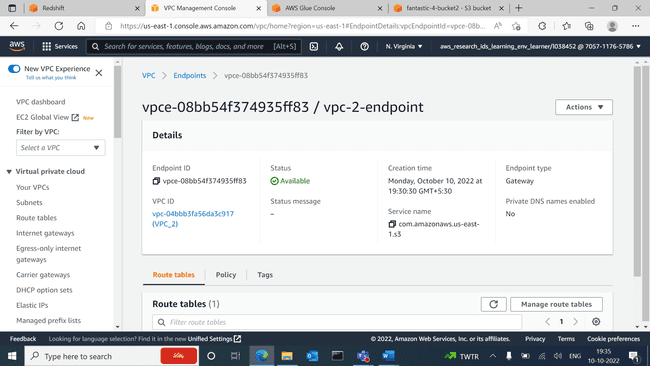 Redshift
VPC Management Console
AWS Glue Console
fantastic-4-bucket2 - S3 bucket
https://us-east-1.console.aws.amazon.com/vpc/home?region=us-east-1#EndpointDetails:vpcEndpointId=vpce-08b...
aws
Services
Search for services, features, blogs, docs, and more [Alt+S]
N. Virginia
aws_research_ids_learning_env_learner/l038452 @ 7057-1176-5786
New VPC Experience
Tell us what you think
VPC dashboard
EC2 Global View
New
Filter by VPC:
Select a VPC
Virtual private cloud
Your VPCs
Subnets
Route tables
Internet gateways
Egress-only internet
gateways
Carrier gateways
DHCP option sets
Elastic IPs
Managed prefix lists
VPC
Endpoints
vpce-08bb54f374935ff83
vpce-08bb54f374935ff83 / vpc-2-endpoint
Actions
Details
Endpoint ID
vpce-08bb54f374935ff83
VPC ID
vpc-04bbb3fa56da3c917
(VPC_2)
Status
Available
Status message
–
Creation time
Monday, October 10, 2022 at
19:30:30 GMT+5:30
Service name
com.amazonaws.us-east-
1.s3
Endpoint type
Gateway
Private DNS names enabled
No
Route tables
Policy
Tags
Route tables (1)
Manage route tables
Filter route tables
1
Feedback
Looking for language selection? Find it in the new Unified Settings
© 2022, Amazon Web Services, Inc. or its affiliates.
Privacy
Terms
Cookie preferences
Type here to search
TWTR
ENG
19:35
10-10-2022